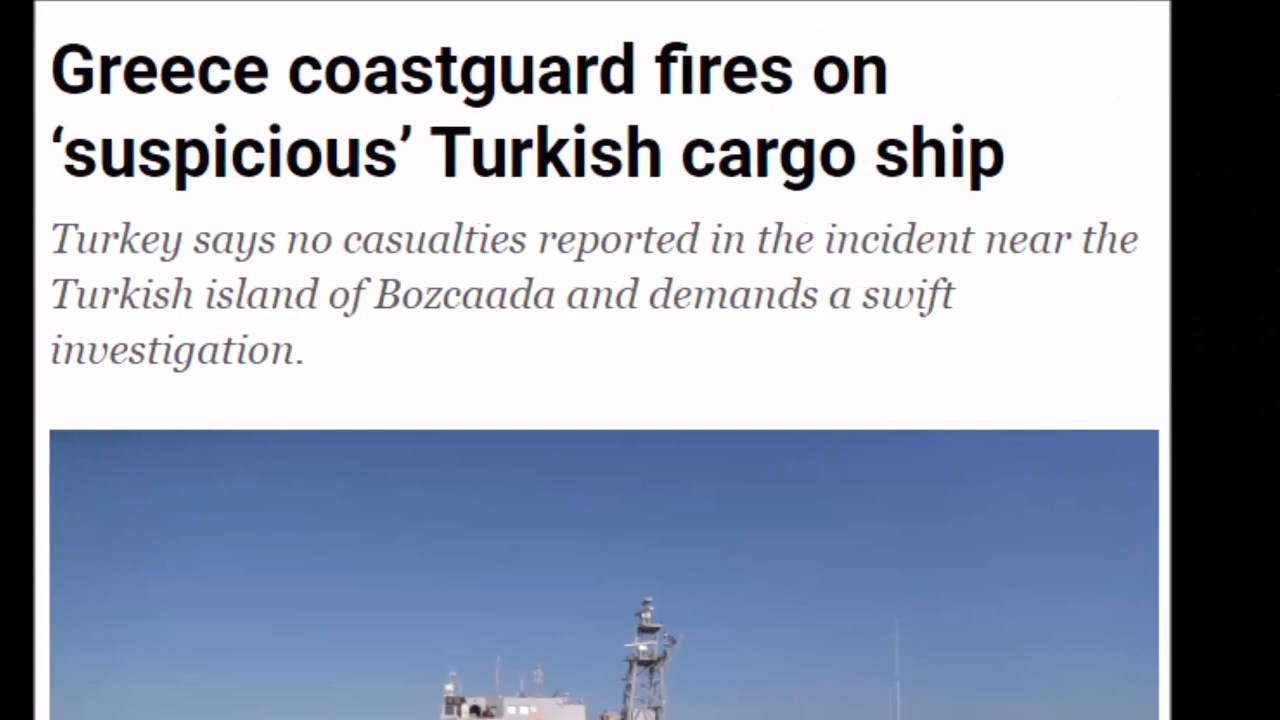 Greece coastguard fires on
‘suspicious’ Turkish cargo ship
Turkey says no casualties reported in the incident near the
Turkish island of Bozcaada and demands a swift
investigation.